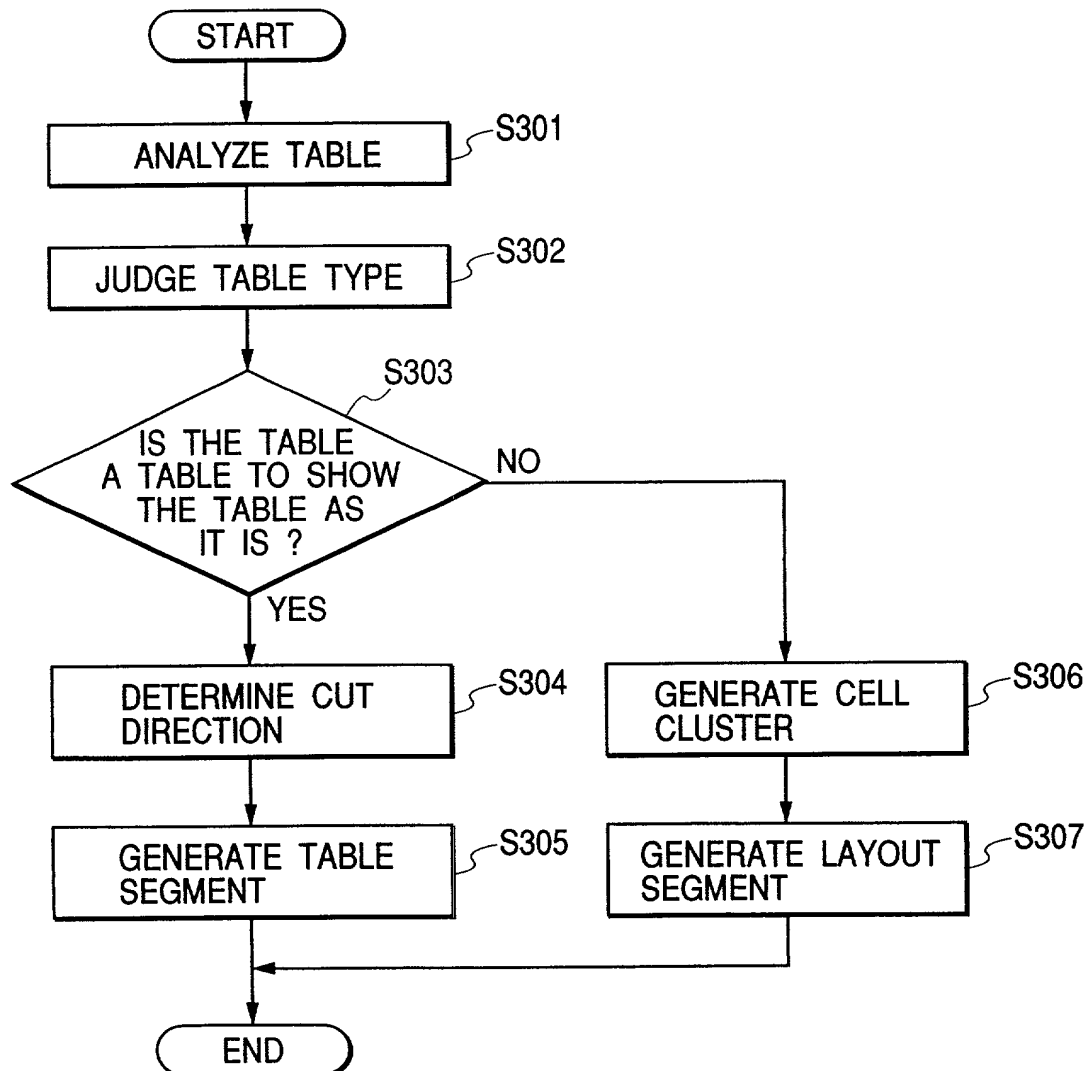 START
ANALYZE TABLE
S301
JUDGE TABLE TYPE
S302
S303
IS THE TABLE
A TABLE TO SHOW
THE TABLE AS
IT IS ?
NO
YES
DETERMINE CUT
DIRECTION
S304
GENERATE TABLE
SEGMENT
S305
GENERATE CELL
CLUSTER
S306
GENERATE LAYOUT
SEGMENT
S307
END